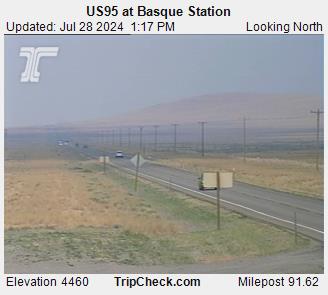 US95 at Basque Station
Updated: Jul 28 2024 1:17 PM Looking North
Elevation 4460 TripCheck.com Milepost 91.62